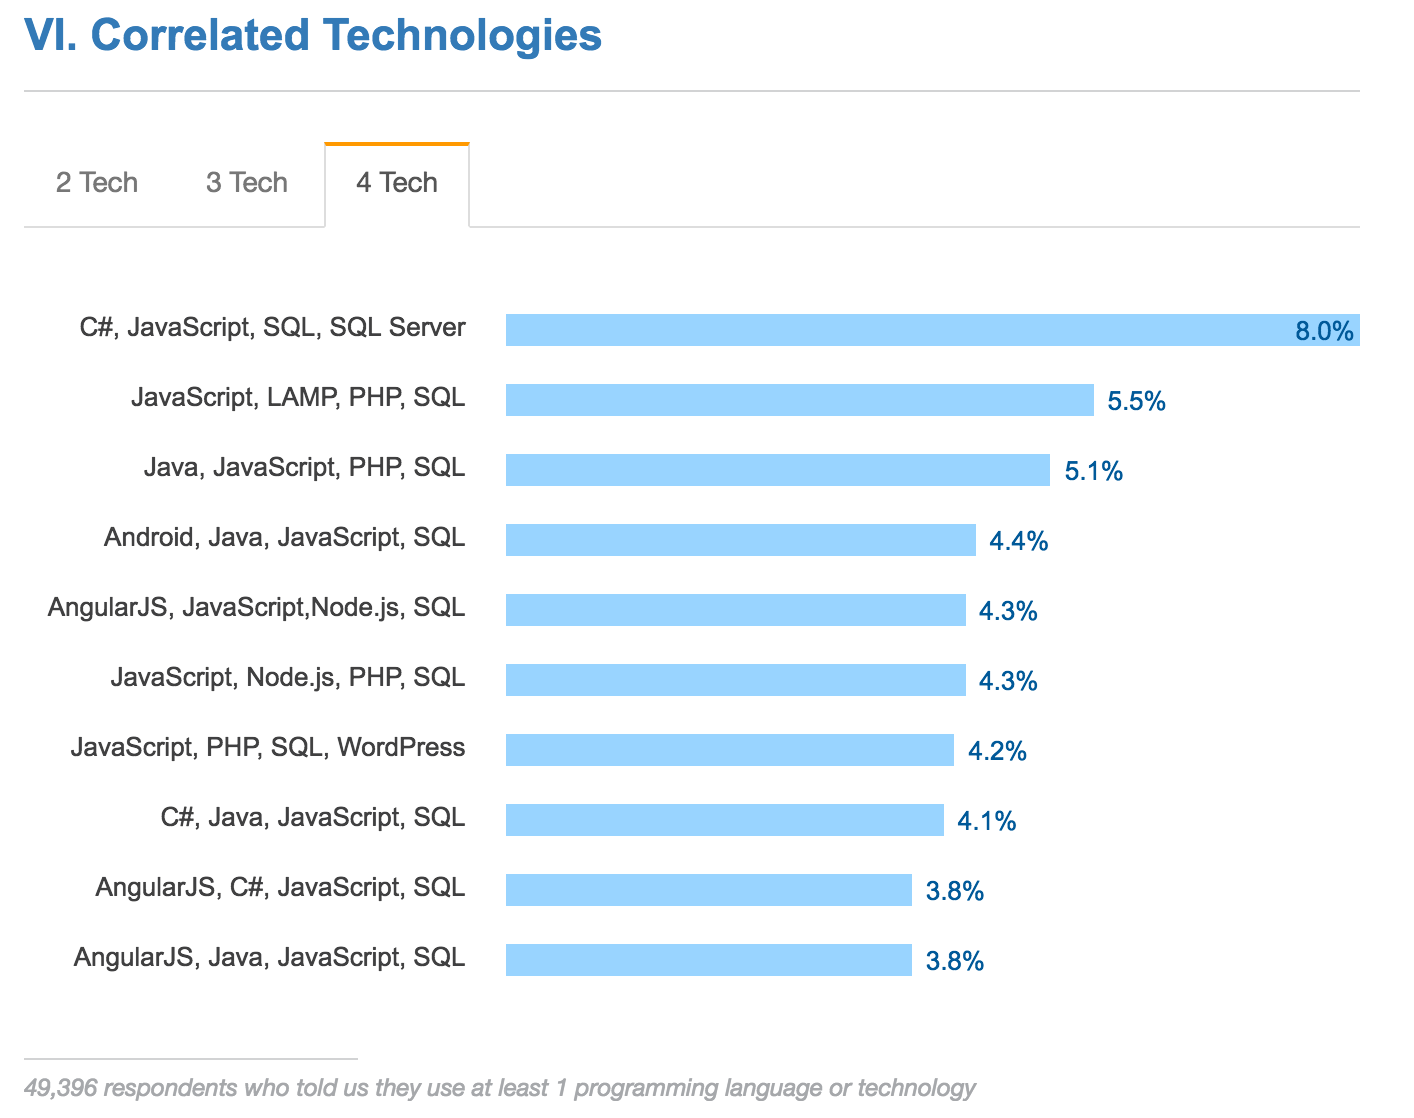 VI. Correlated Technologies
2 Tech 3 Tech 4 Tech
C#, JavaScript, SQL, SQL Server 8.0%
JavaScript, LAMP, PHP, SQL 5.5%
Java, JavaScript, PHP, SQL 5.1%
Android, Java, JavaScript, SQL 4.4%
AngularJS, JavaScript,Node.js, SQL 4.3%
JavaScript, Node.js, PHP, SQL 4.3%
JavaScript, PHP, SQL, WordPress 4.2%
C#, Java, JavaScript, SQL 4.1%
AngularJS, C#, JavaScript, SQL 3.8%
AngularJS, Java, JavaScript, SQL 3.8%
49,396 respondents who told us they use at least 1 programming language or technology